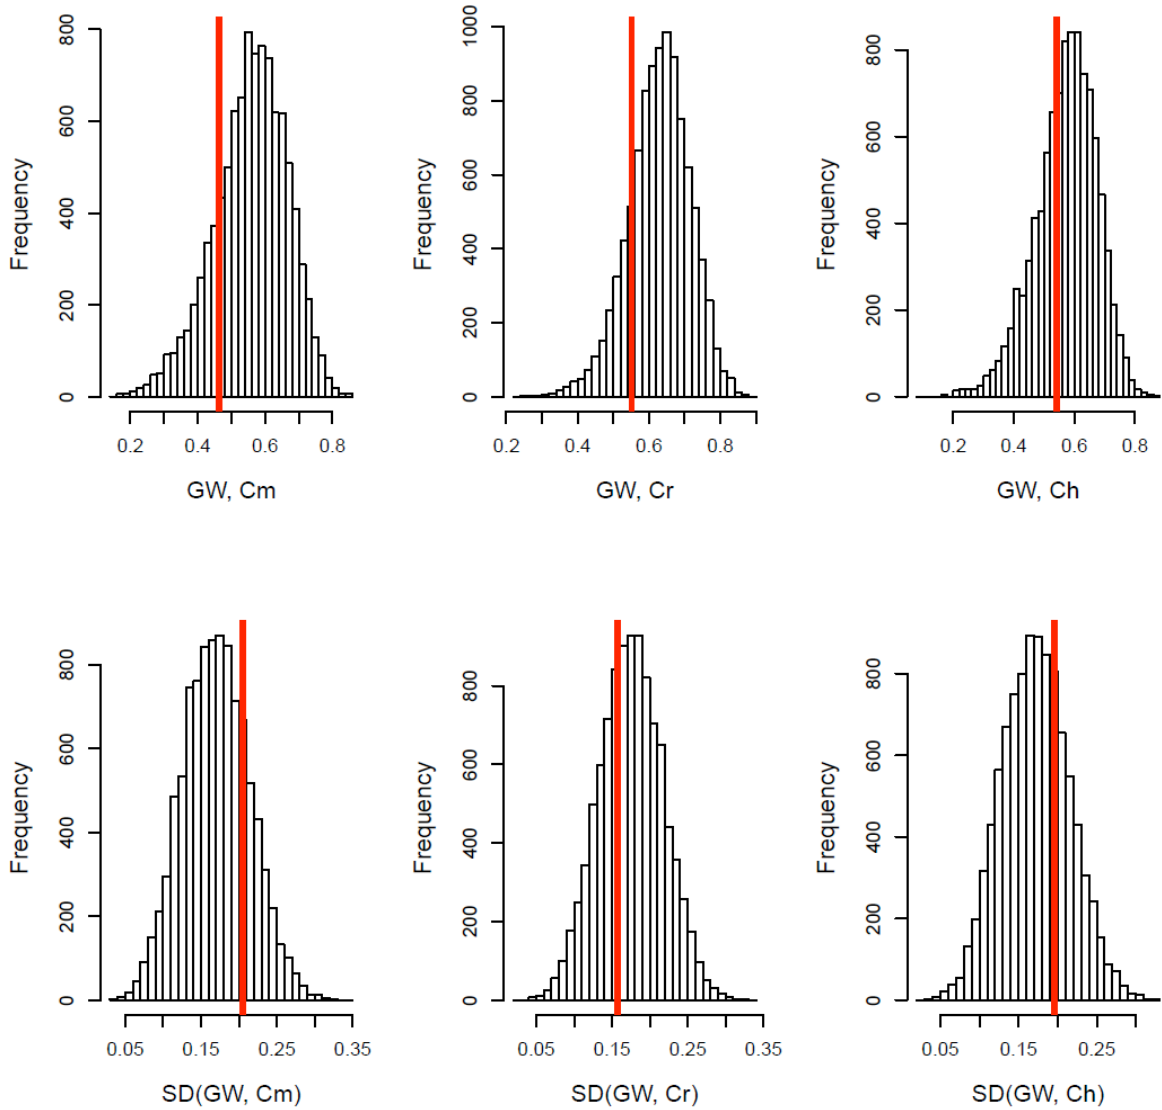 Frequency
0 200 400 600 800
0.2 0.4 0.6 0.8
GW, Cm
Frequency
0 200 400 600 800 1000
0.2 0.4 0.6 0.8
GW, Cr
Frequency
0 200 400 600 800
0.2 0.4 0.6 0.8
GW, Ch
Frequency
0 200 400 600 800
0.05 0.15 0.25 0.35
SD(GW, Cm)
Frequency
0 200 400 600 800
0.05 0.15 0.25 0.35
SD(GW, Cr)
Frequency
0 200 400 600 800
0.05 0.15 0.25
SD(GW, Ch)